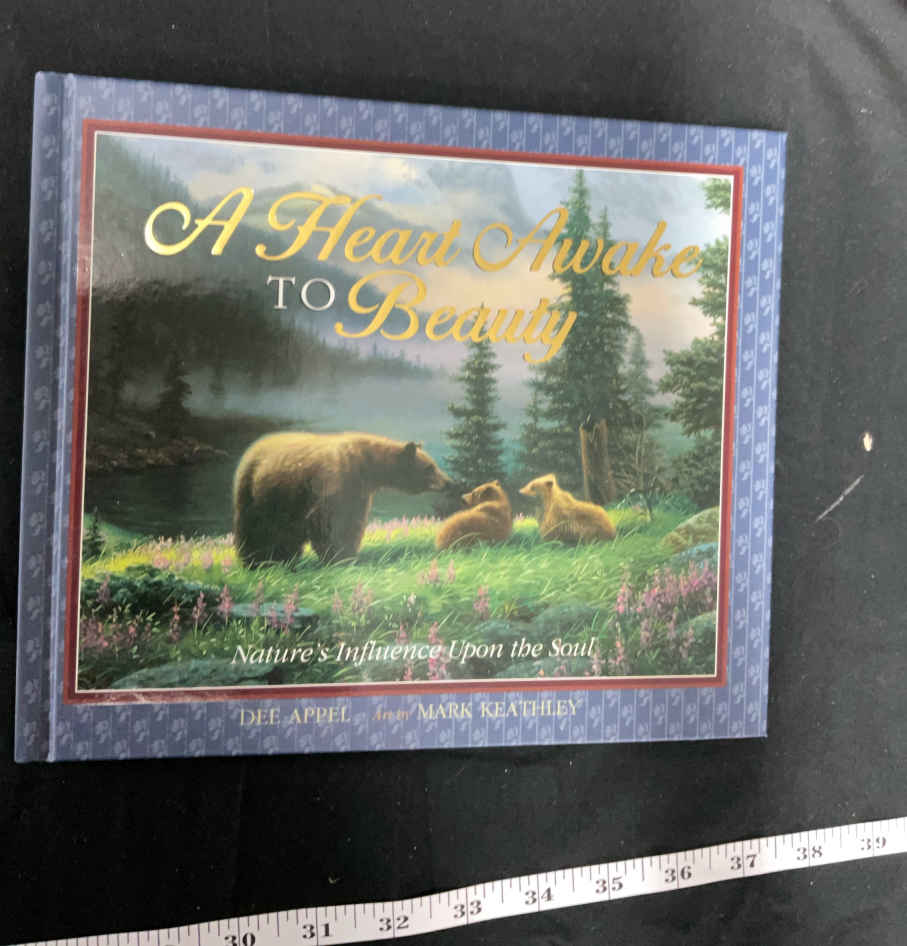 A Heart Awake
TO Beauty
Nature's Influence Upon the Soul
DEE APPEL Art by MARK KEATHLEY
30 31 32 33 34 35 36 37 38 39